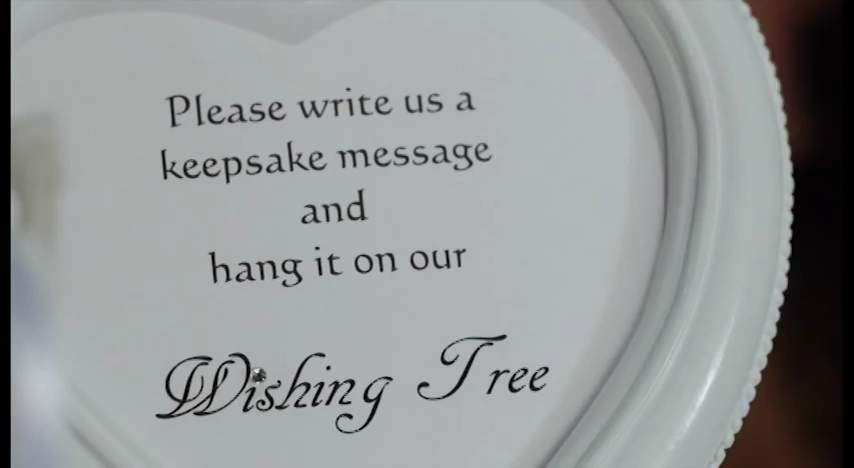 Please write us a
keepsake message
and
hang it on our
Wishing Tree